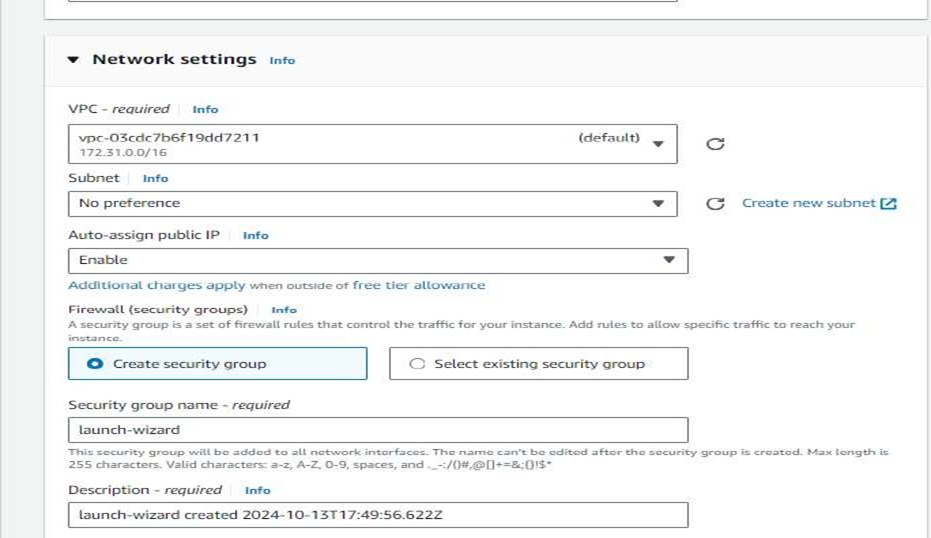 Network settings Info
VPC - required Info
vpc-03cdc7b6f19dd7211 (default)
172.31.0.0/16
Subnet Info
No preference Create new subnet
Auto-assign public IP Info
Enable
Additional charges apply when outside of free tier allowance
Firewall (security groups) Info
A security group is a set of firewall rules that control the traffic for your instance. Add rules to allow specific traffic to reach your
instance.
Create security group Select existing security group
Security group name - required
launch-wizard
This security group will be added to all network interfaces. The name can't be edited after the security group is created. Max length is
255 characters. Valid characters: a-z, A-Z, 0-9, spaces, and ._-:/()#,@[]+=&;{}!$*
Description - required Info
launch-wizard created 2024-10-13T17:49:56.622Z